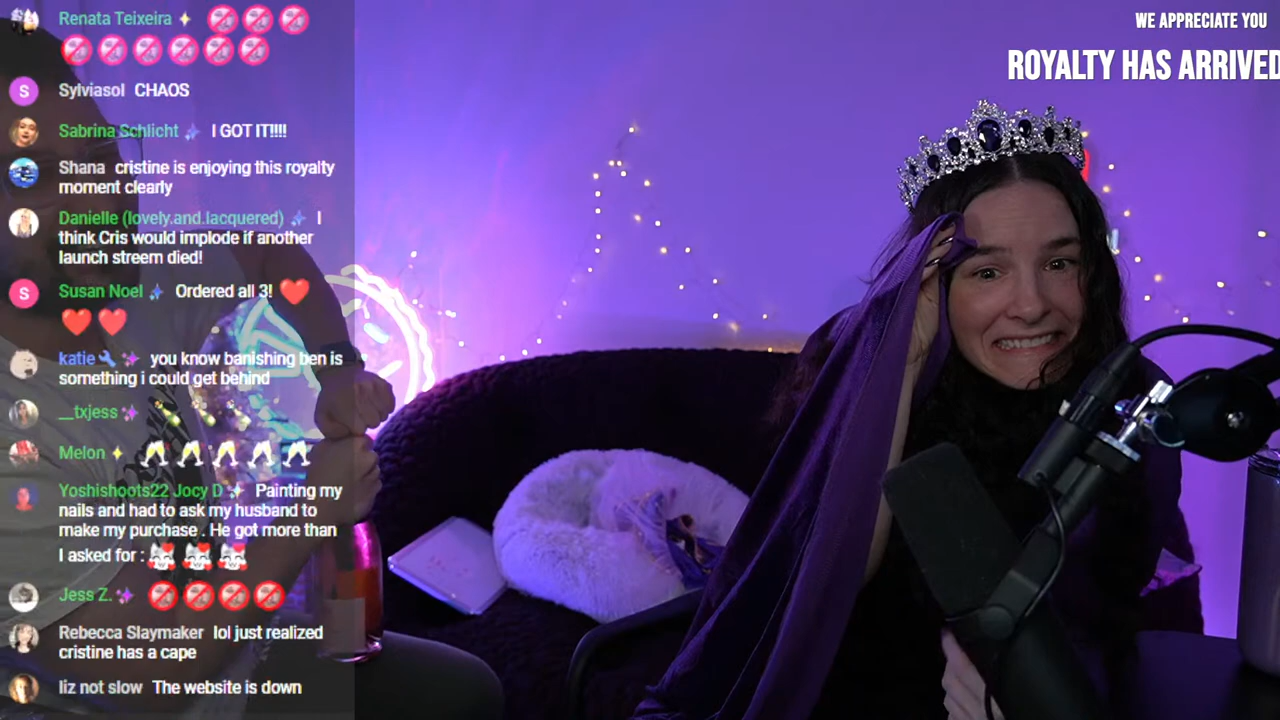 Renata Teixeira
S Sylviasol CHAOS
Sabrina Schlicht I GOT IT!!!!
Shana cristine is enjoying this royalty
moment clearly
Danielle (lovely.and.lacquered) I
think Cris would implode if another
launch streem died!
S Susan Noel Ordered all 3!
katie you know banishing ben is
something i could get behind
__txjess
Melon
Yoshishoots22 Jocy D Painting my
nails and had to ask my husband to
make my purchase . He got more than
I asked for :
Jess Z.
Rebecca Slaymaker lol just realized
cristine has a cape
liz not slow The website is down
WE APPRECIATE YOU
ROYALTY HAS ARRIVED